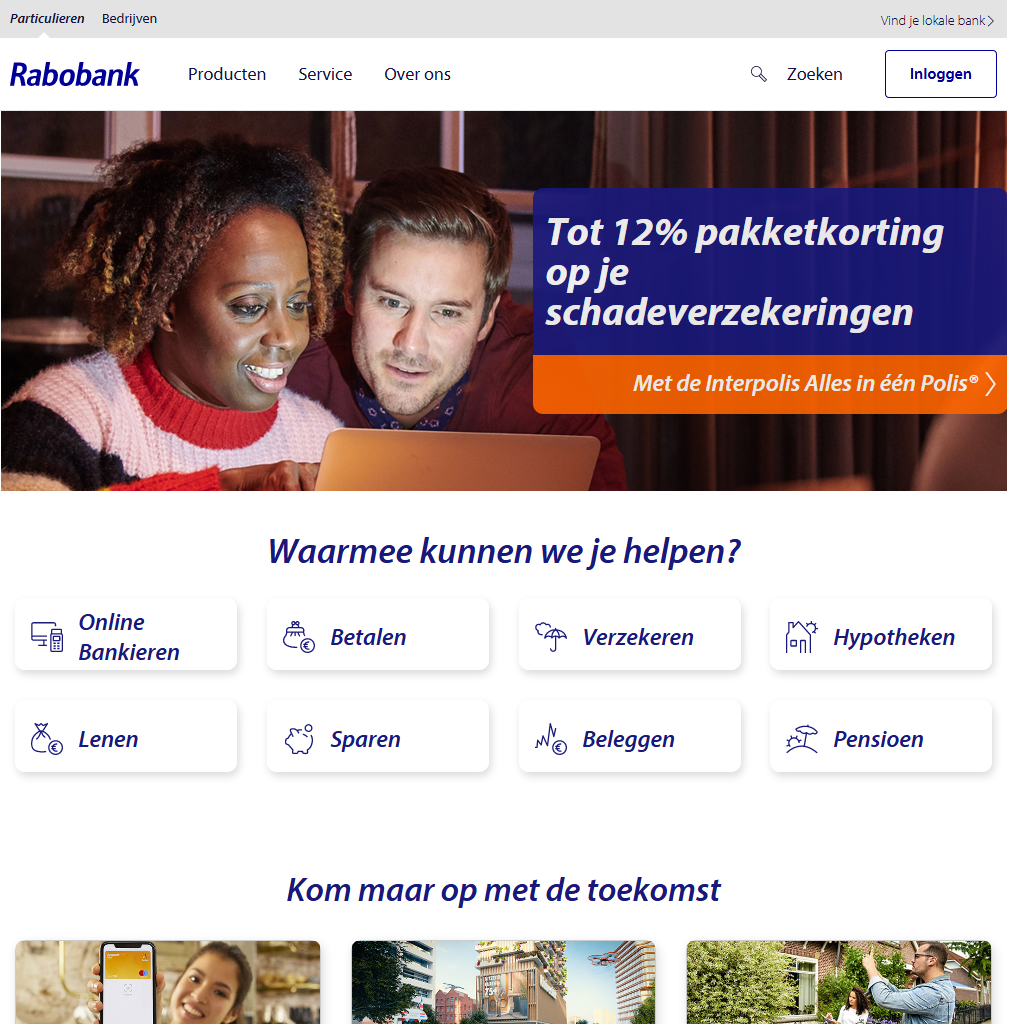 Particulieren
Bedrijven
Vind je lokale bank
Rabobank
Producten
Service
Over ons
Zoeken
Inloggen
Tot 12% pakketkorting
op je
schadeverzekeringen
Met de Interpolis Alles in één Polis®
Waarmee kunnen we je helpen?
Online
Bankieren
Betalen
Verzekeren
Hypotheken
Lenen
Sparen
Beleggen
Pensioen
Kom maar op met de toekomst